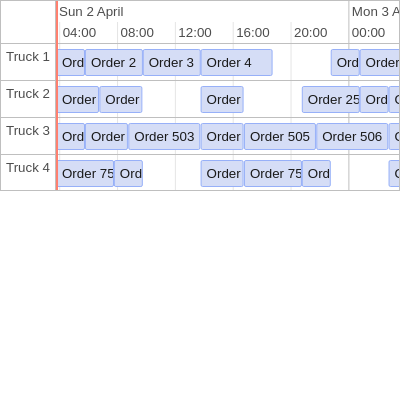 Sun 2 April Mon 3 A
04:00 08:00 12:00 16:00 20:00 00:00
Truck 1 Ord Order 2 Order 3 Order 4 Ord Order
Truck 2 Order Order Order Order 25 Ord
Truck 3 Ord Order Order 503 Order Order 505 Order 506
Truck 4 Order 75 Ord Order Order 75 Ord